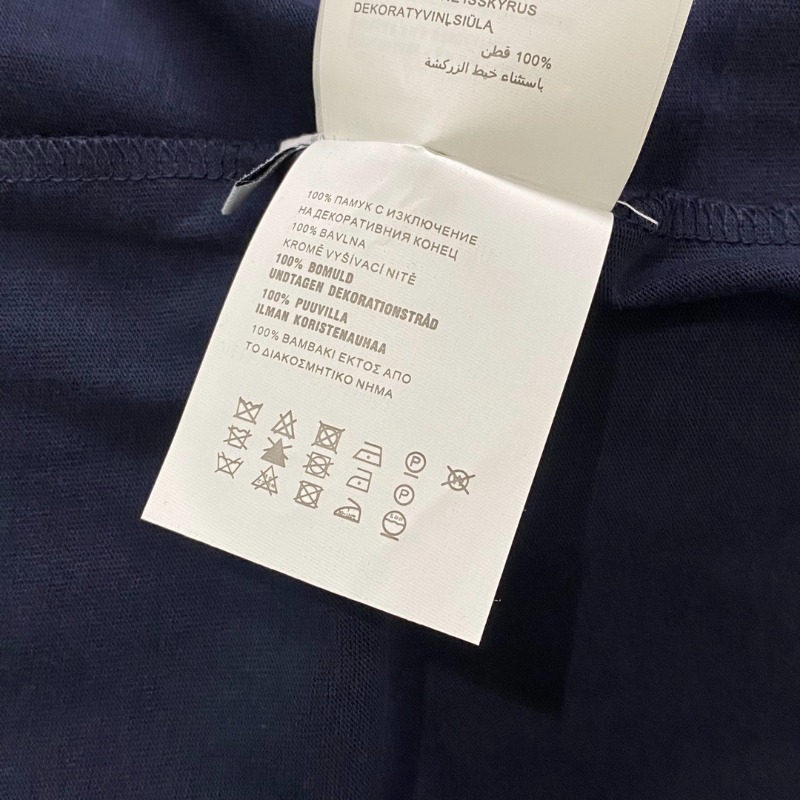 IŠSKYRUS
DEKORATYVINĮ SIŪLĄ
100% قطن
باستثناء خيط الزركشة
100% ПАМУК С ИЗКЛЮЧЕНИЕ
НА ДЕКОРАТИВНИЯ КОНЕЦ
100% BAVLNA
KROMĚ VYŠÍVACÍ NITĚ
100% BOMULD
UNDTAGEN DEKORATIONSTRÅD
100% PUUVILLA
ILMAN KORISTENAUHAA
100% ΒΑΜΒΑΚΙ ΕΚΤΟΣ ΑΠΟ
ΤΟ ΔΙΑΚΟΣΜΗΤΙΚΟ ΝΗΜΑ
P
W
P